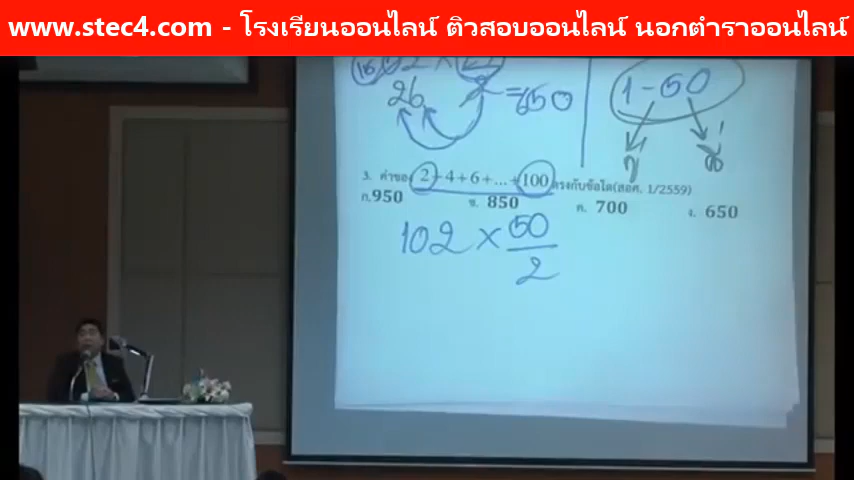 www.stec4.com - โรงเรียนออนไลน์ ติวสอบออนไลน์ นอกตำราออนไลน์
26 2 = 650
1-50
คู่ คี่
3. ค่าของ 2+4+6+...+100 ตรงกับข้อใด(สอศ. 1/2559)
ก.950 ข. 850 ค. 700 ง. 650
102 × 50
2